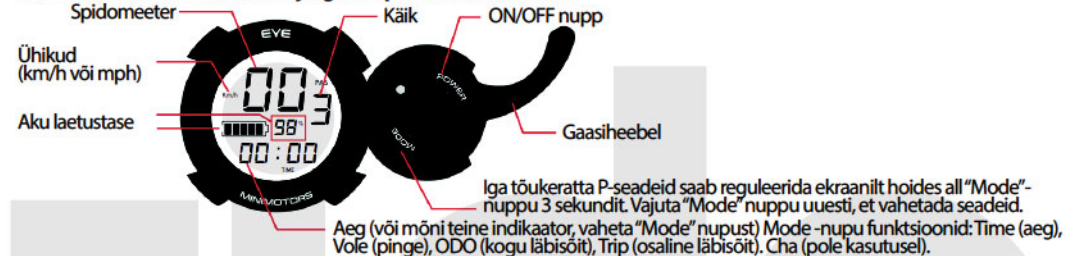 Spidomeeter
Käik
ON/OFF nupp
EYE
Ühikud
(km/h või mph)
Km/h
00
PAS
3
POWER
Aku laetustase
98%
MODE
Gaasiheebel
00:00
TIME
MINIMOTORS
Iga tõukeratta P-seadeid saab reguleerida ekraanilt hoides all “Mode”-
nuppu 3 sekundit. Vajuta “Mode” nuppu uuesti, et vahetada seadeid.
Aeg (või mõni teine indikaator, vaheta “Mode” nupust) Mode -nupu funktsioonid: Time (aeg),
Vole (pinge), ODO (kogu läbisõit), Trip (osaline läbisõit). Cha (pole kasutusel).